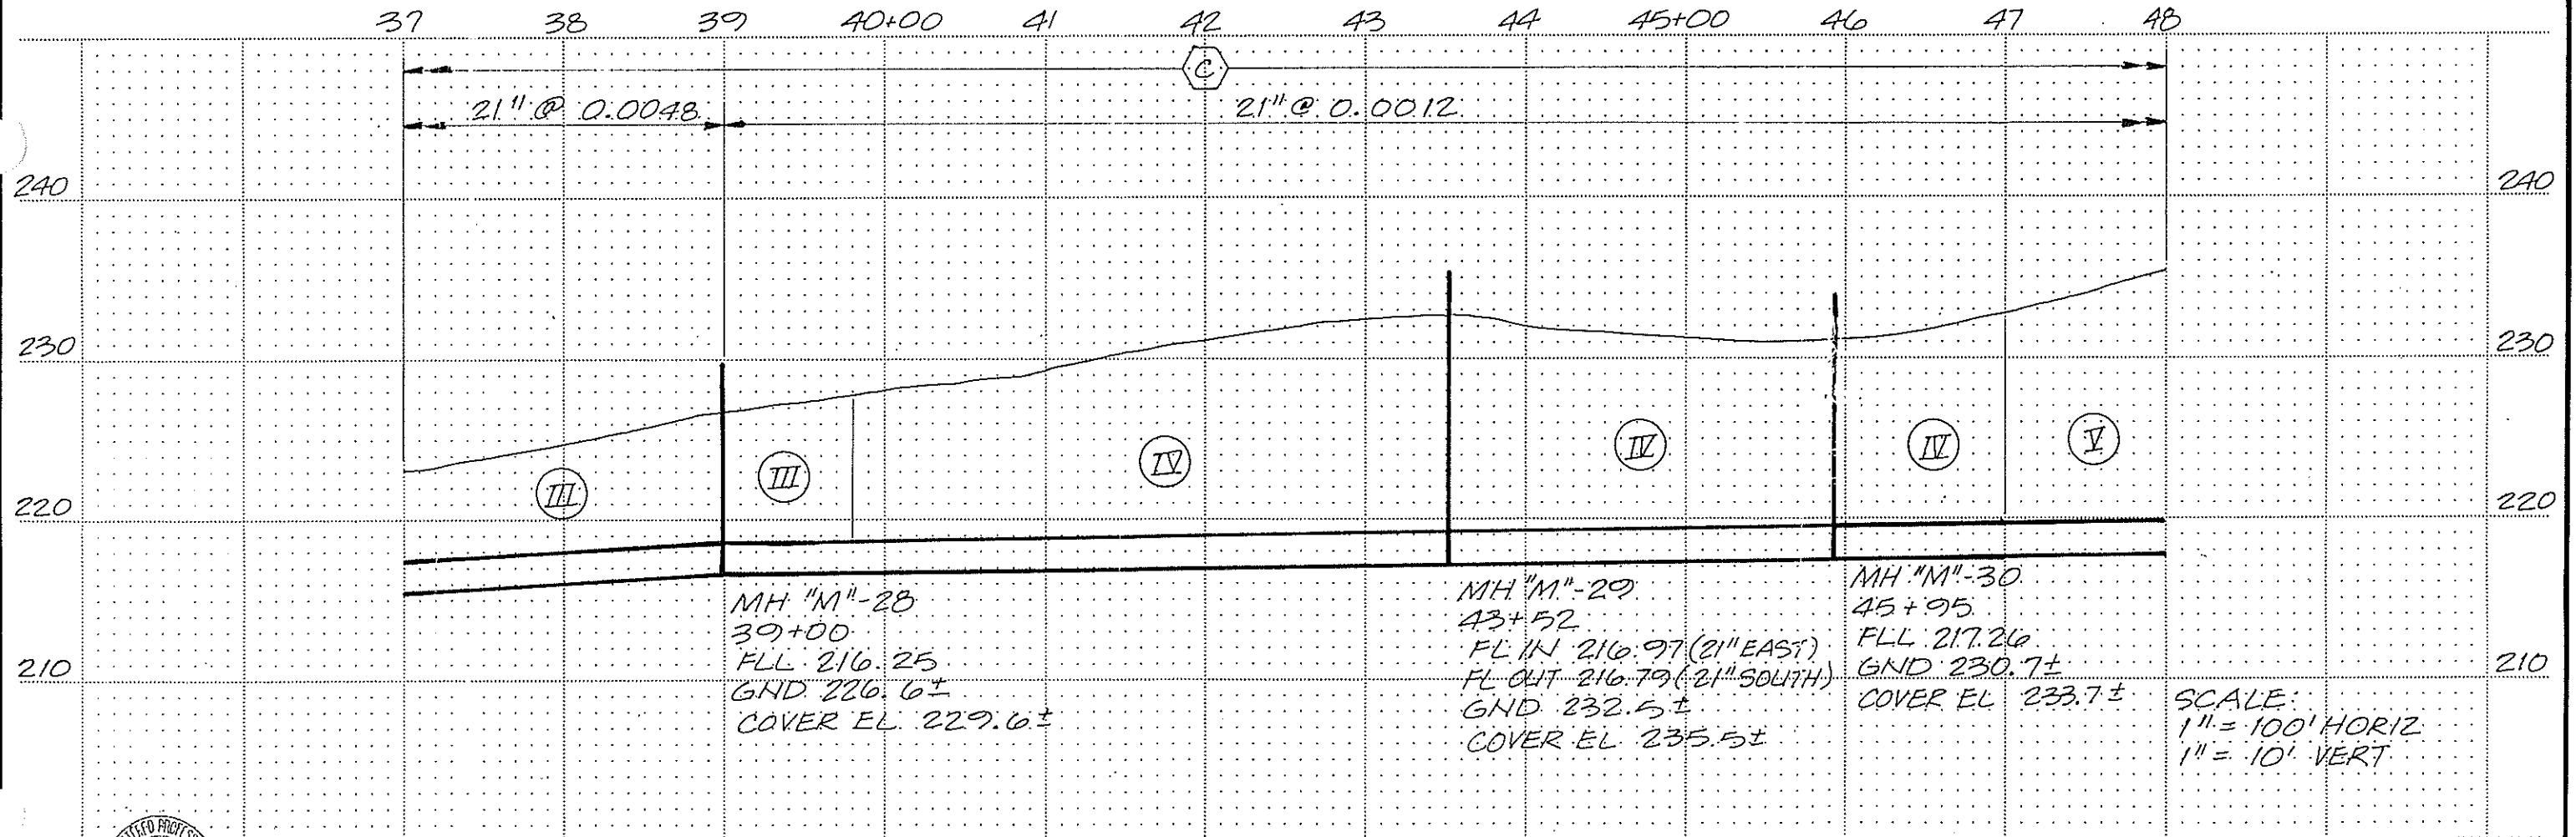 37 38 39 40+00 41 42 43 44 45+00 46 47 48
C
21" @ 0.0048 21" @ 0.0012
240 240
230 230
III III IV IV IV V
220 220
210 210
MH "M"-28
39+00
FLL 216.25
GND 226.6±
COVER EL 229.6±
MH "M"-29
43+52
FL IN 216.97 (21" EAST)
FL OUT 216.79 (21" SOUTH)
GND 232.5±
COVER EL 235.5±
MH "M"-30
45+95
FLL 217.26
GND 230.7±
COVER EL 233.7±
SCALE:
1" = 100' HORIZ
1" = 10' VERT